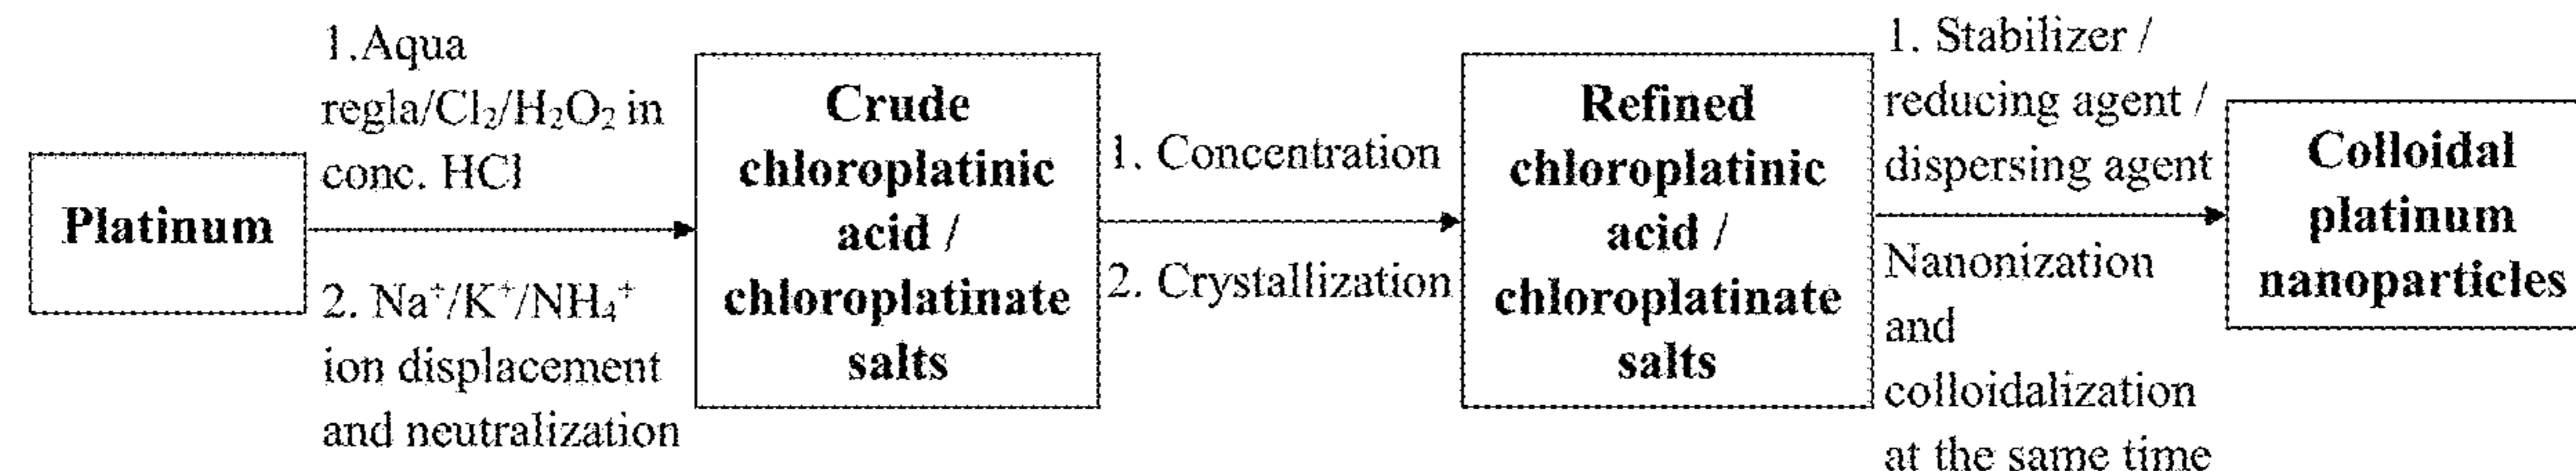 Platinum
1.Aqua
regla/Cl₂/H₂O₂ in
conc. HCl
2. Na⁺/K⁺/NH₄⁺
ion displacement
and neutralization
Crude
chloroplatinic
acid /
chloroplatinate
salts
1. Concentration
2. Crystallization
Refined
chloroplatinic
acid /
chloroplatinate
salts
1. Stabilizer /
reducing agent /
dispersing agent
Nanonization
and
colloidalization
at the same time
Colloidal
platinum
nanoparticles